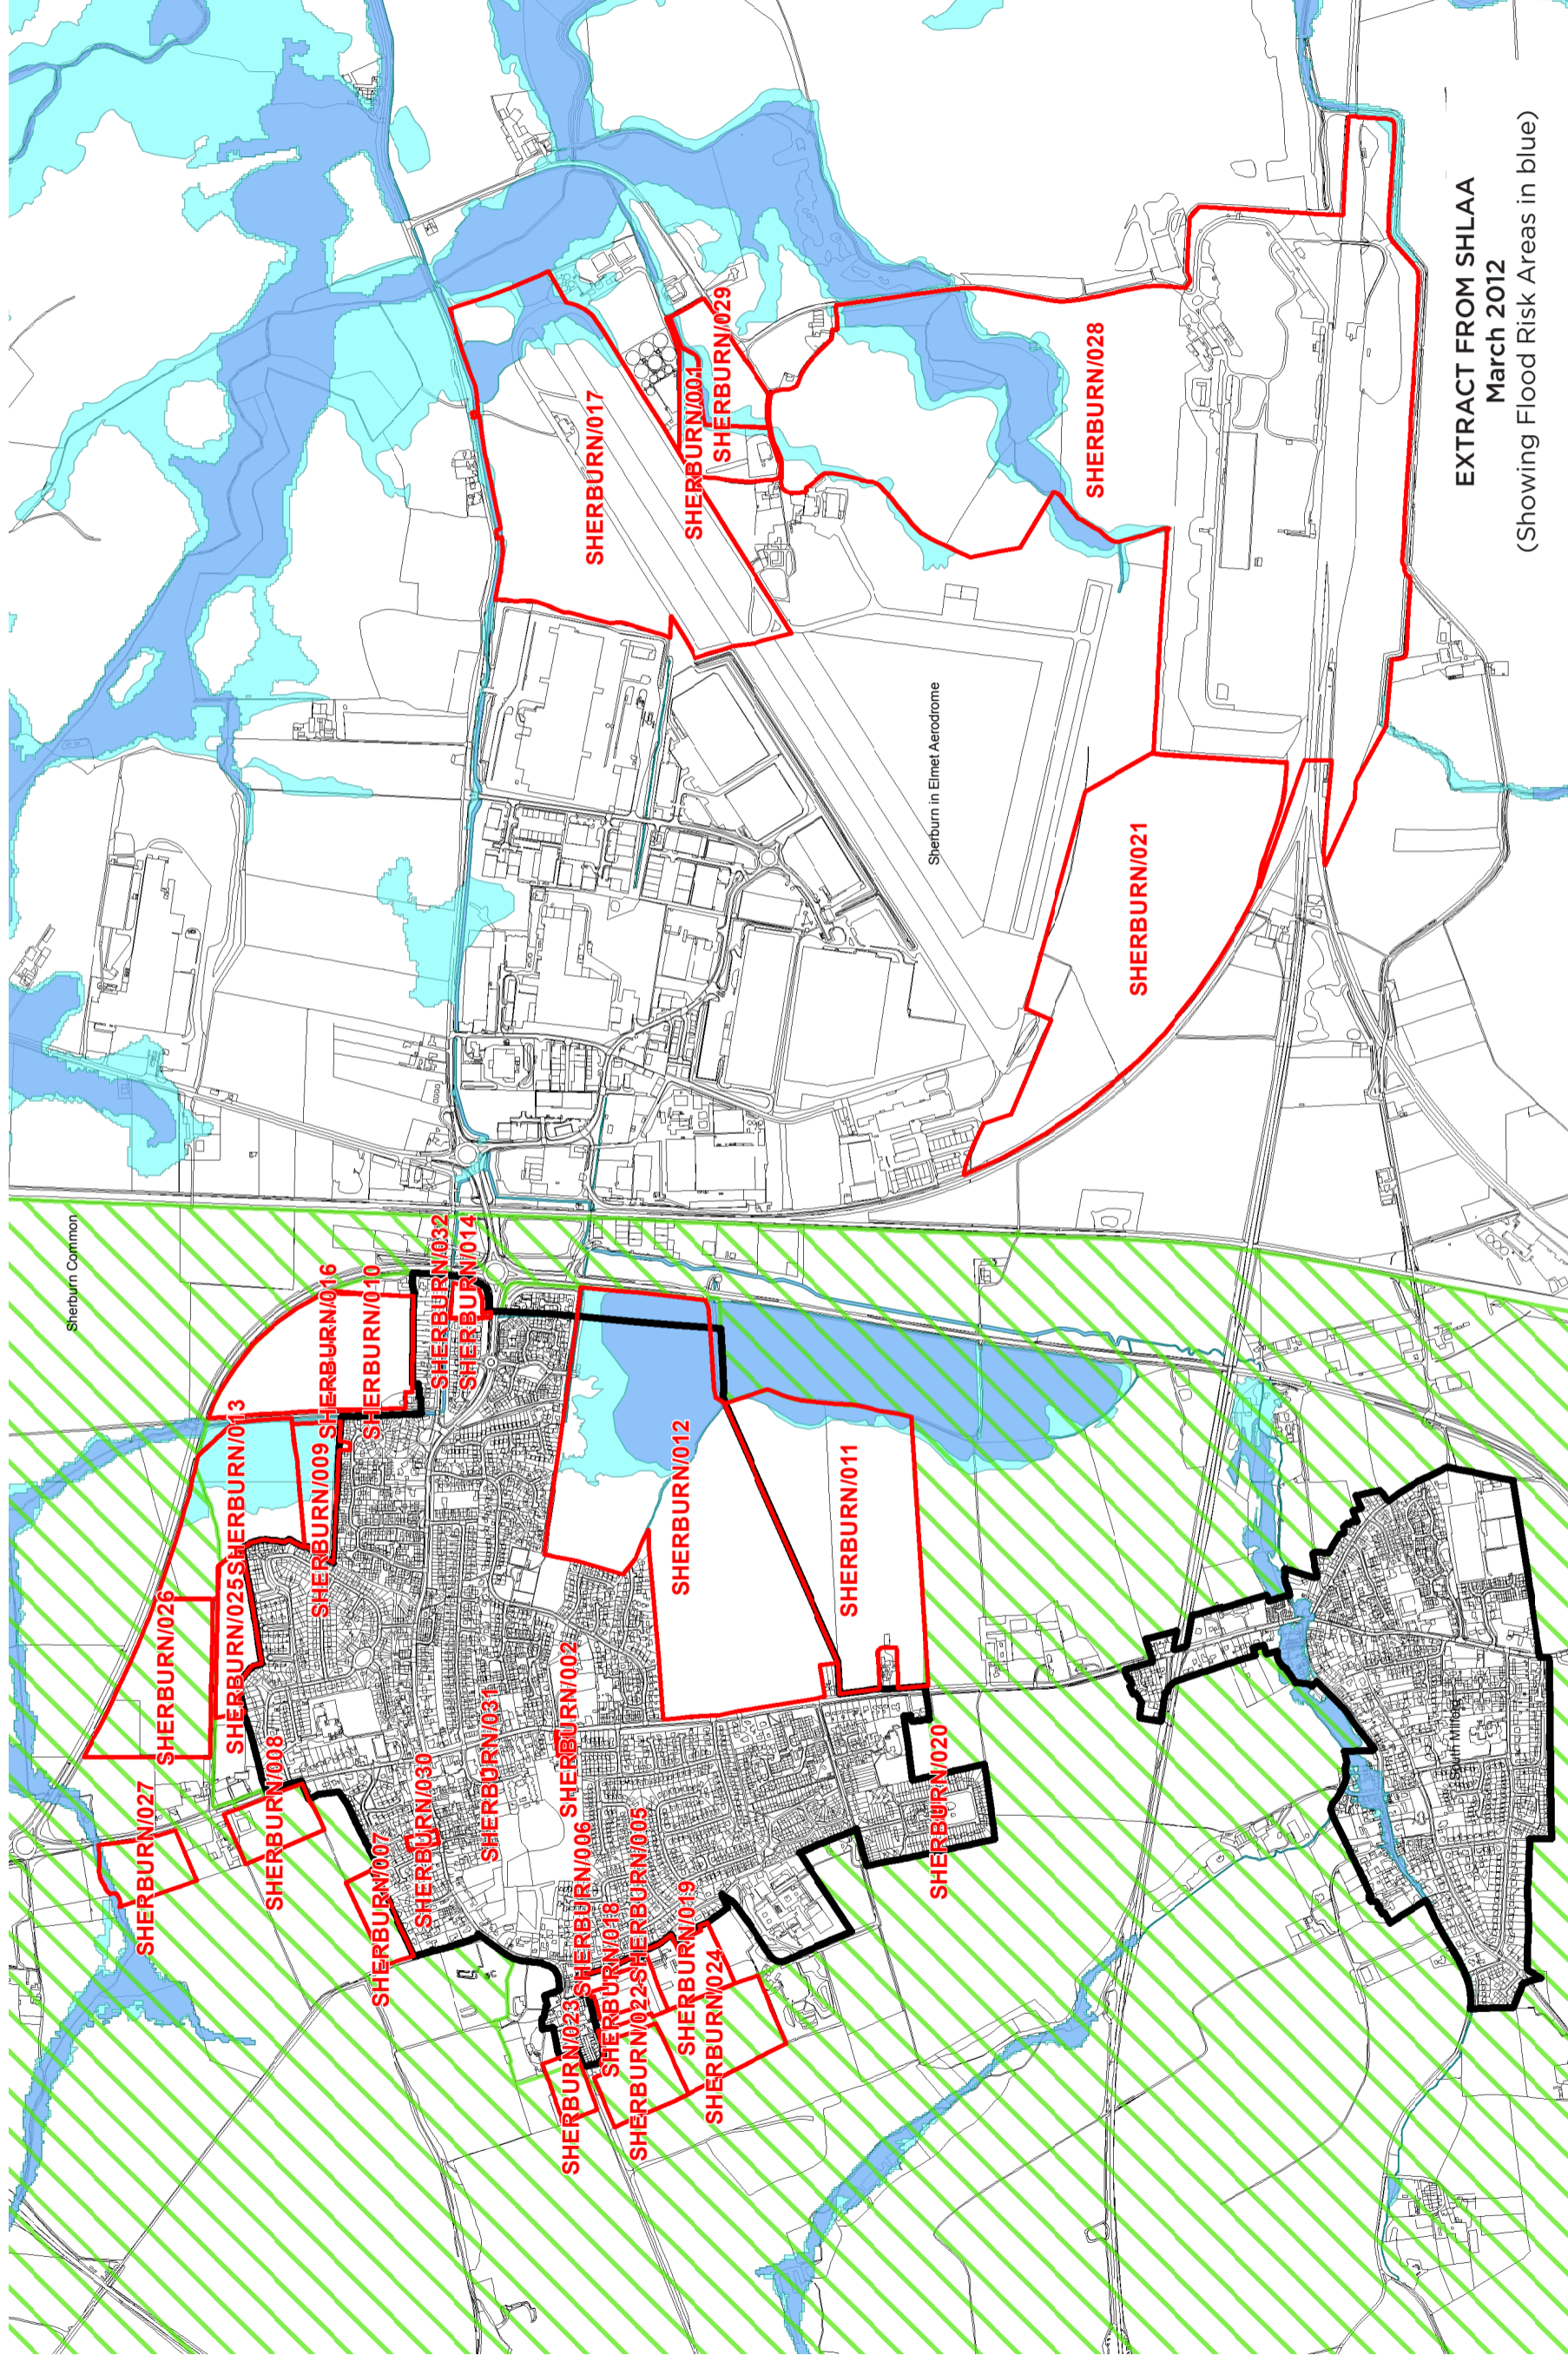 Sherburn Common
SHERBURN/027
SHERBURN/026
SHERBURN/025
SHERBURN/013
SHERBURN/008
SHERBURN/009
SHERBURN/016
SHERBURN/010
SHERBURN/007
SHERBURN/030
SHERBURN/032
SHERBURN/014
SHERBURN/031
SHERBURN/002
SHERBURN/023
SHERBURN/006
SHERBURN/018
SHERBURN/022
SHERBURN/005
SHERBURN/019
SHERBURN/024
SHERBURN/012
SHERBURN/011
SHERBURN/020
SHERBURN/017
SHERBURN/01
SHERBURN/029
Sherburn in Elmet Aerodrome
SHERBURN/028
SHERBURN/021
South Milford
EXTRACT FROM SHLAA
March 2012
(Showing Flood Risk Areas in blue)